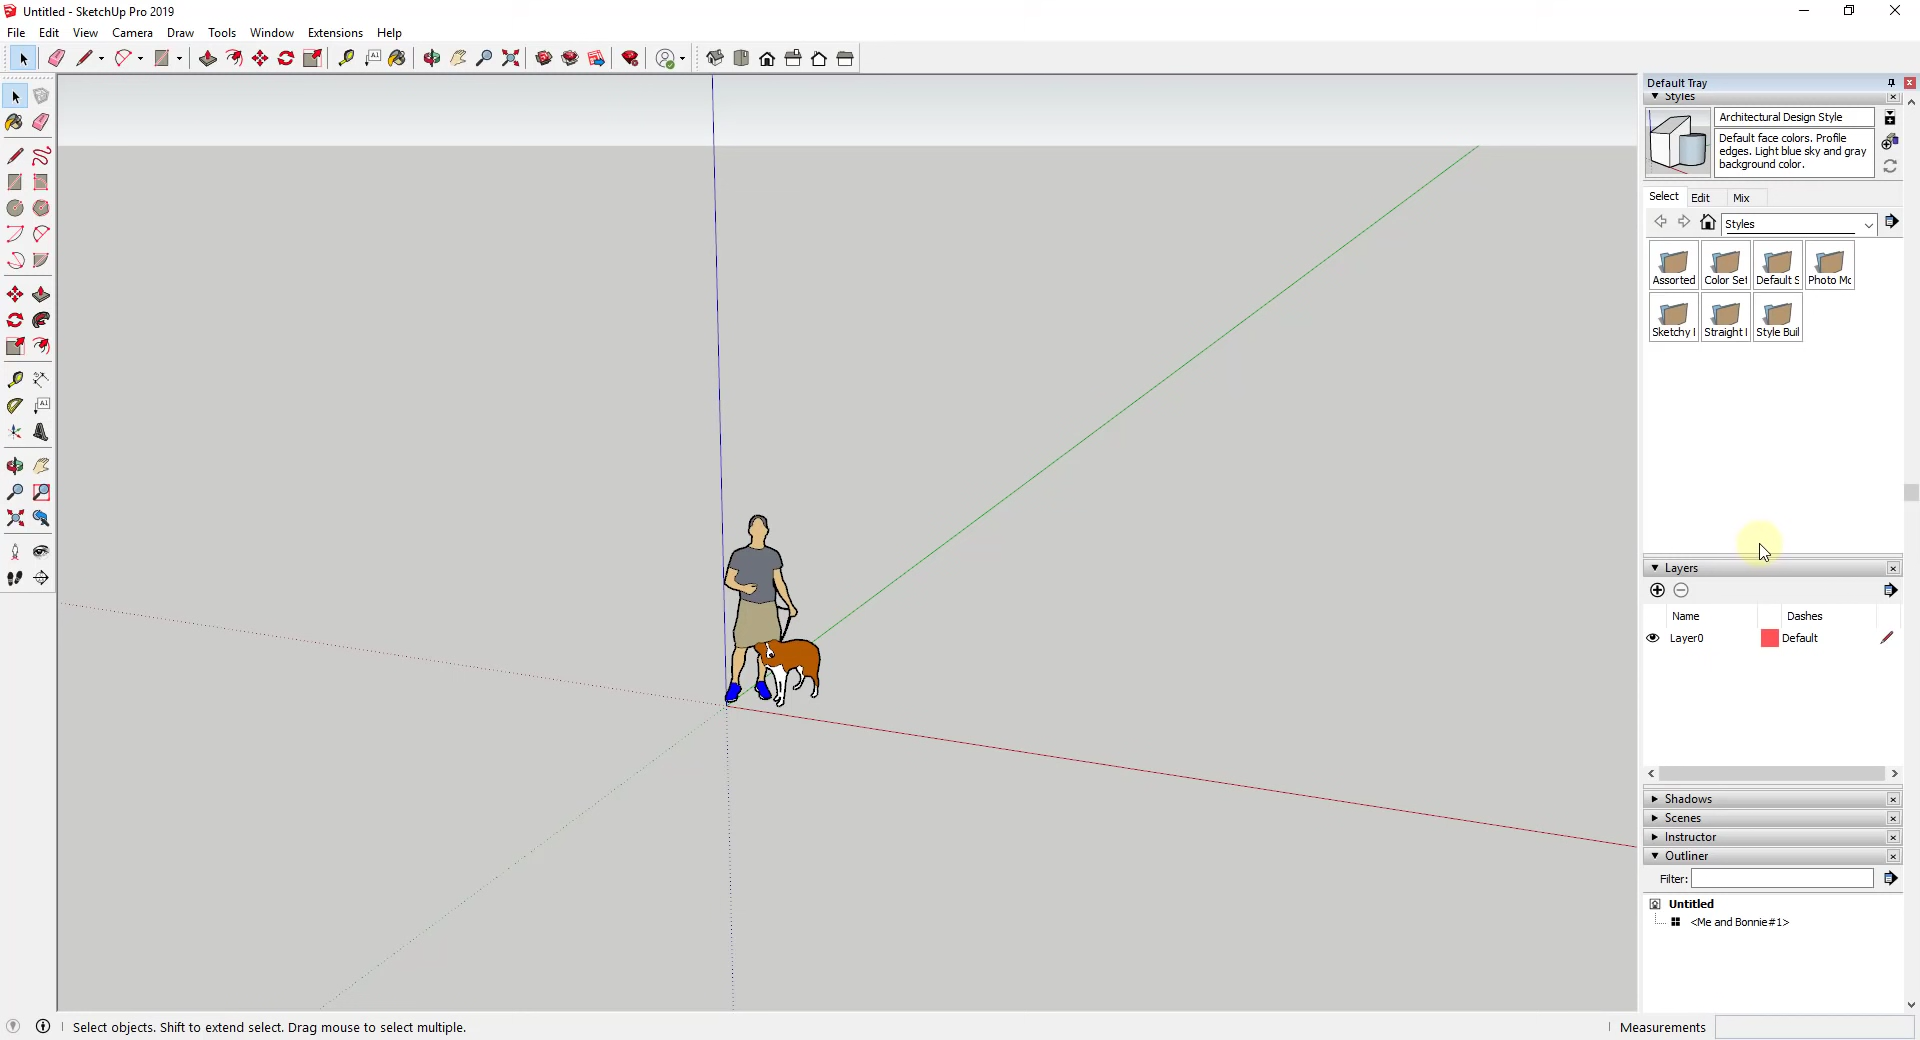 Untitled - SketchUp Pro 2019
File Edit View Camera Draw Tools Window Extensions Help
Default Tray
Styles
Architectural Design Style
Default face colors. Profile
edges. Light blue sky and gray
background color.
Select Edit Mix
Styles
Assorted Color Set Default S Photo Mo
Sketchy I Straight I Style Buil
Layers
Name Dashes
Layer0 Default
Shadows
Scenes
Instructor
Outliner
Filter:
Untitled
<Me and Bonnie#1>
Select objects. Shift to extend select. Drag mouse to select multiple.
Measurements